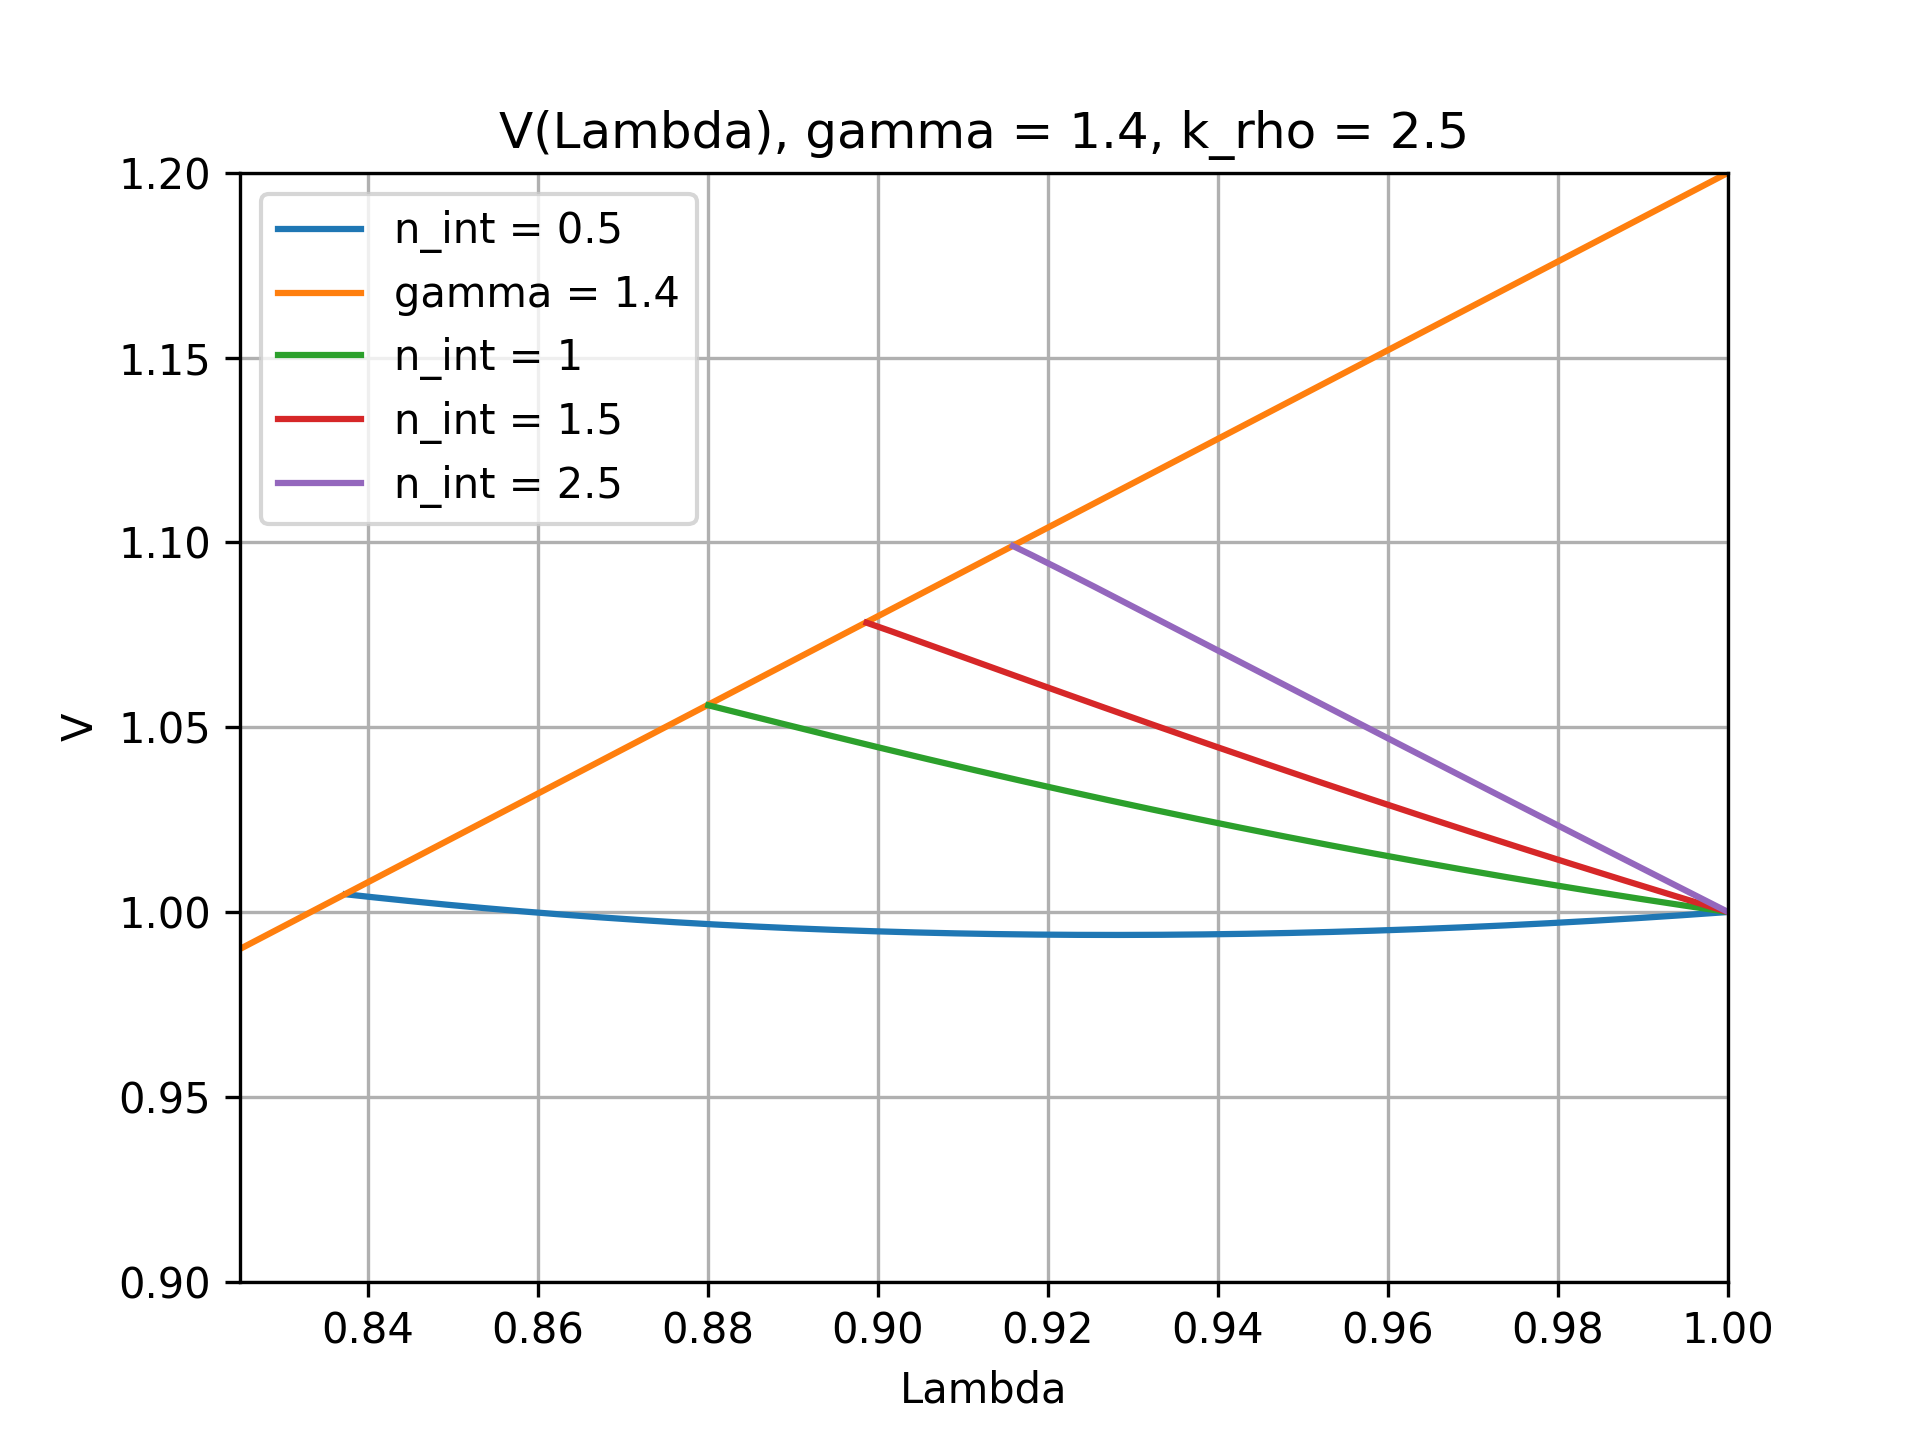 V(Lambda), gamma = 1.4, k_rho = 2.5
1.20
1.15
1.10
1.05
1.00
0.95
0.90
V
n_int = 0.5
gamma = 1.4
n_int = 1
n_int = 1.5
n_int = 2.5
0.84 0.86 0.88 0.90 0.92 0.94 0.96 0.98 1.00
Lambda